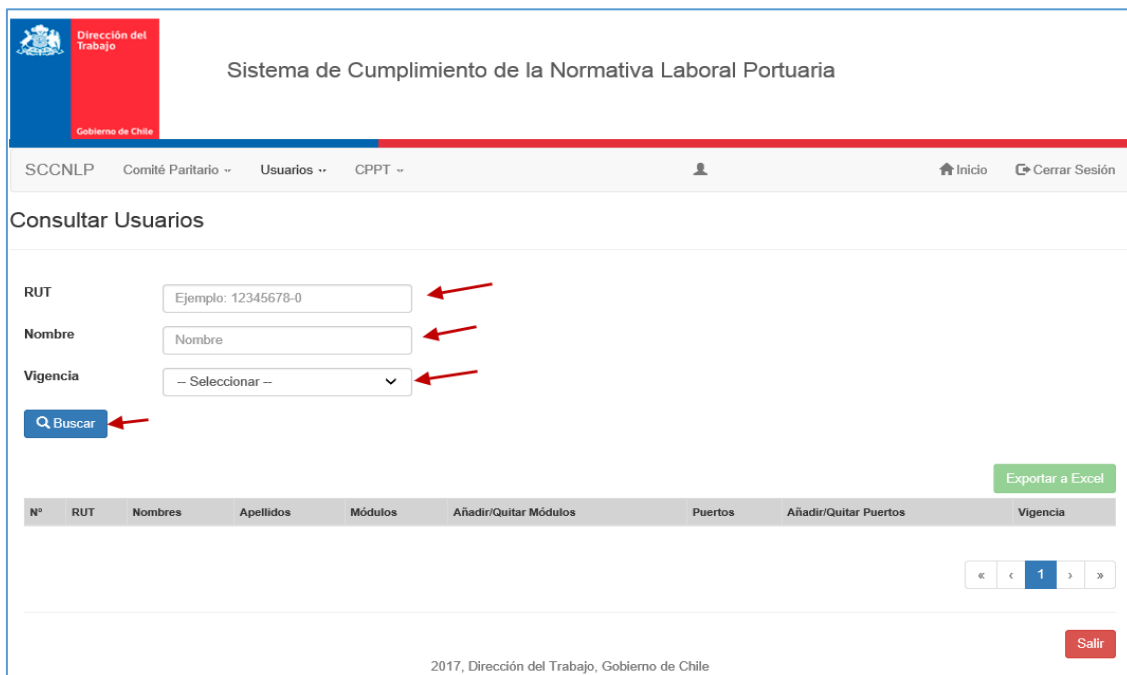 Dirección del
Trabajo
Gobierno de Chile
Sistema de Cumplimiento de la Normativa Laboral Portuaria
SCCNLP Comité Paritario Usuarios CPPT Inicio Cerrar Sesión
Consultar Usuarios
RUT Ejemplo: 12345678-0
Nombre Nombre
Vigencia -- Seleccionar --
Buscar
Exportar a Excel
Nº RUT Nombres Apellidos Módulos Añadir/Quitar Módulos Puertos Añadir/Quitar Puertos Vigencia
« ‹ 1 › »
Salir
2017, Dirección del Trabajo, Gobierno de Chile